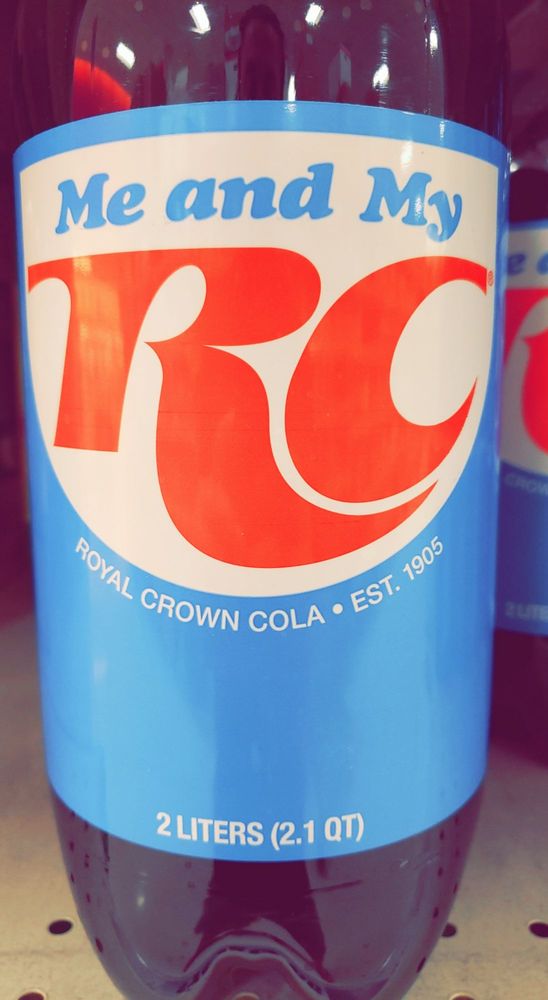 Me and My
RC®
ROYAL CROWN COLA • EST. 1905
2 LITERS (2.1 QT)